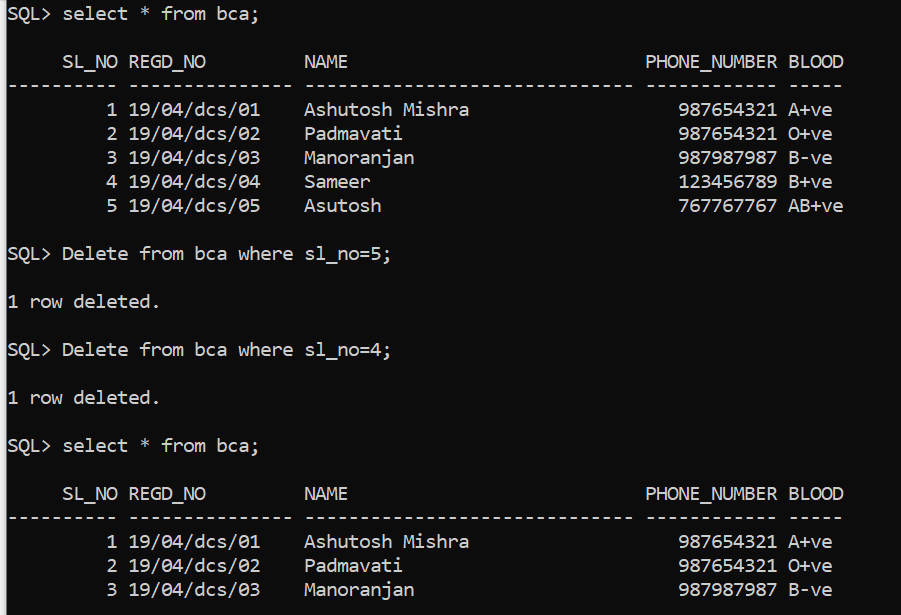 SQL> select * from bca;
SL_NO REGD_NO NAME PHONE_NUMBER BLOOD
---------- --------------- ------------------------------ ------------ -----
1 19/04/dcs/01 Ashutosh Mishra 987654321 A+ve
2 19/04/dcs/02 Padmavati 987654321 O+ve
3 19/04/dcs/03 Manoranjan 987987987 B-ve
4 19/04/dcs/04 Sameer 123456789 B+ve
5 19/04/dcs/05 Asutosh 767767767 AB+ve
SQL> Delete from bca where sl_no=5;
1 row deleted.
SQL> Delete from bca where sl_no=4;
1 row deleted.
SQL> select * from bca;
SL_NO REGD_NO NAME PHONE_NUMBER BLOOD
---------- --------------- ------------------------------ ------------ -----
1 19/04/dcs/01 Ashutosh Mishra 987654321 A+ve
2 19/04/dcs/02 Padmavati 987654321 O+ve
3 19/04/dcs/03 Manoranjan 987987987 B-ve